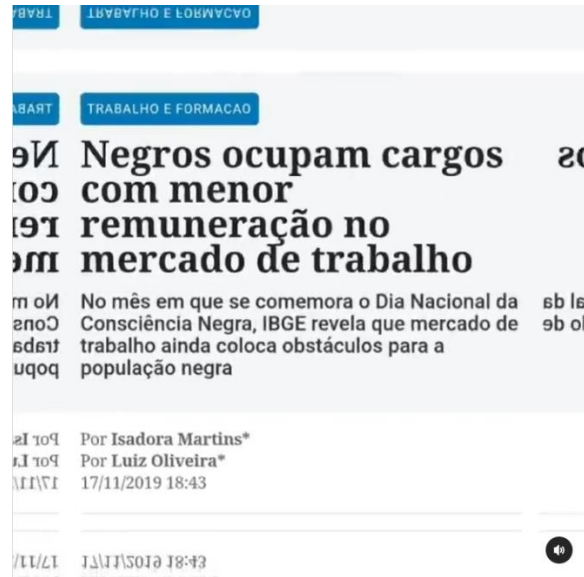 TRABALHO E FORMACAO
Negros ocupam cargos
com menor
remuneração no
mercado de trabalho
No mês em que se comemora o Dia Nacional da
Consciência Negra, IBGE revela que mercado de
trabalho ainda coloca obstáculos para a
população negra
Por Isadora Martins*
Por Luiz Oliveira*
17/11/2019 18:43